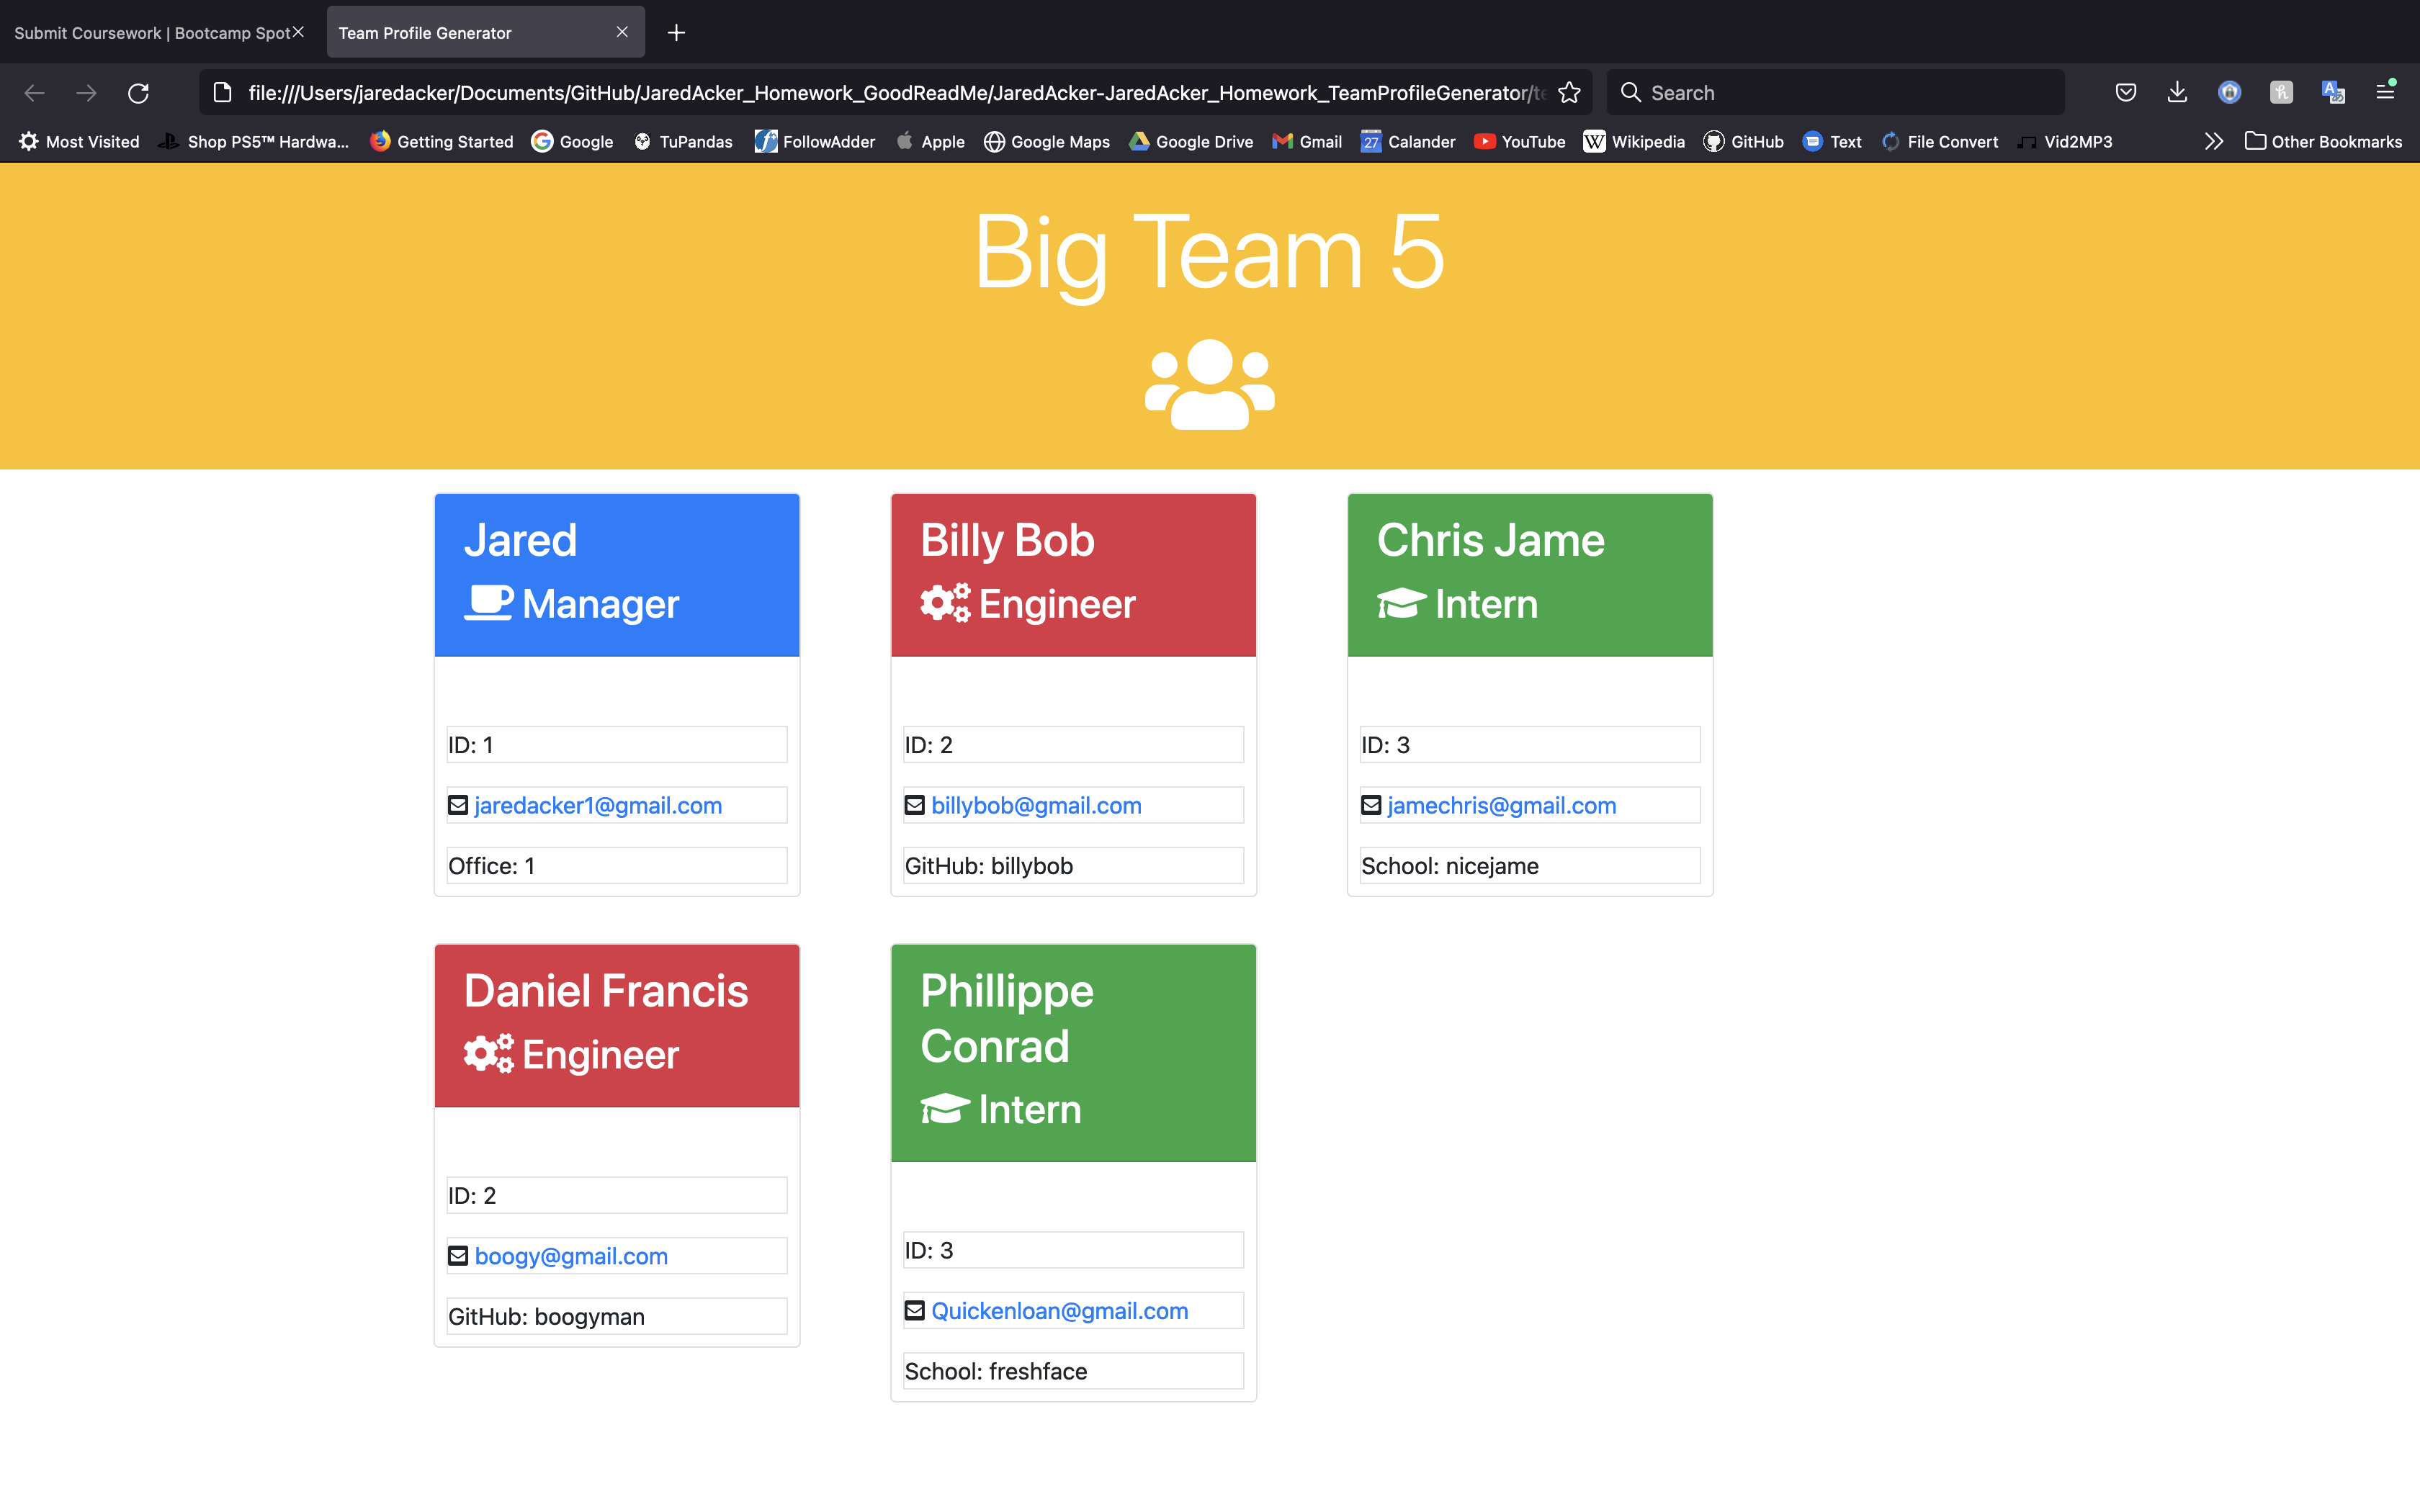 Submit Coursework | Bootcamp Spot
Team Profile Generator
file:///Users/jaredacker/Documents/GitHub/JaredAcker_Homework_GoodReadMe/JaredAcker-JaredAcker_Homework_TeamProfileGenerator/te
Search
Most Visited Shop PS5™ Hardwa... Getting Started Google TuPandas FollowAdder Apple Google Maps Google Drive Gmail 27 Calander YouTube W Wikipedia GitHub Text File Convert Vid2MP3 Other Bookmarks
Big Team 5
Jared
Manager
ID: 1
jaredacker1@gmail.com
Office: 1
Billy Bob
Engineer
ID: 2
billybob@gmail.com
GitHub: billybob
Chris Jame
Intern
ID: 3
jamechris@gmail.com
School: nicejame
Daniel Francis
Engineer
ID: 2
boogy@gmail.com
GitHub: boogyman
Phillippe
Conrad
Intern
ID: 3
Quickenloan@gmail.com
School: freshface